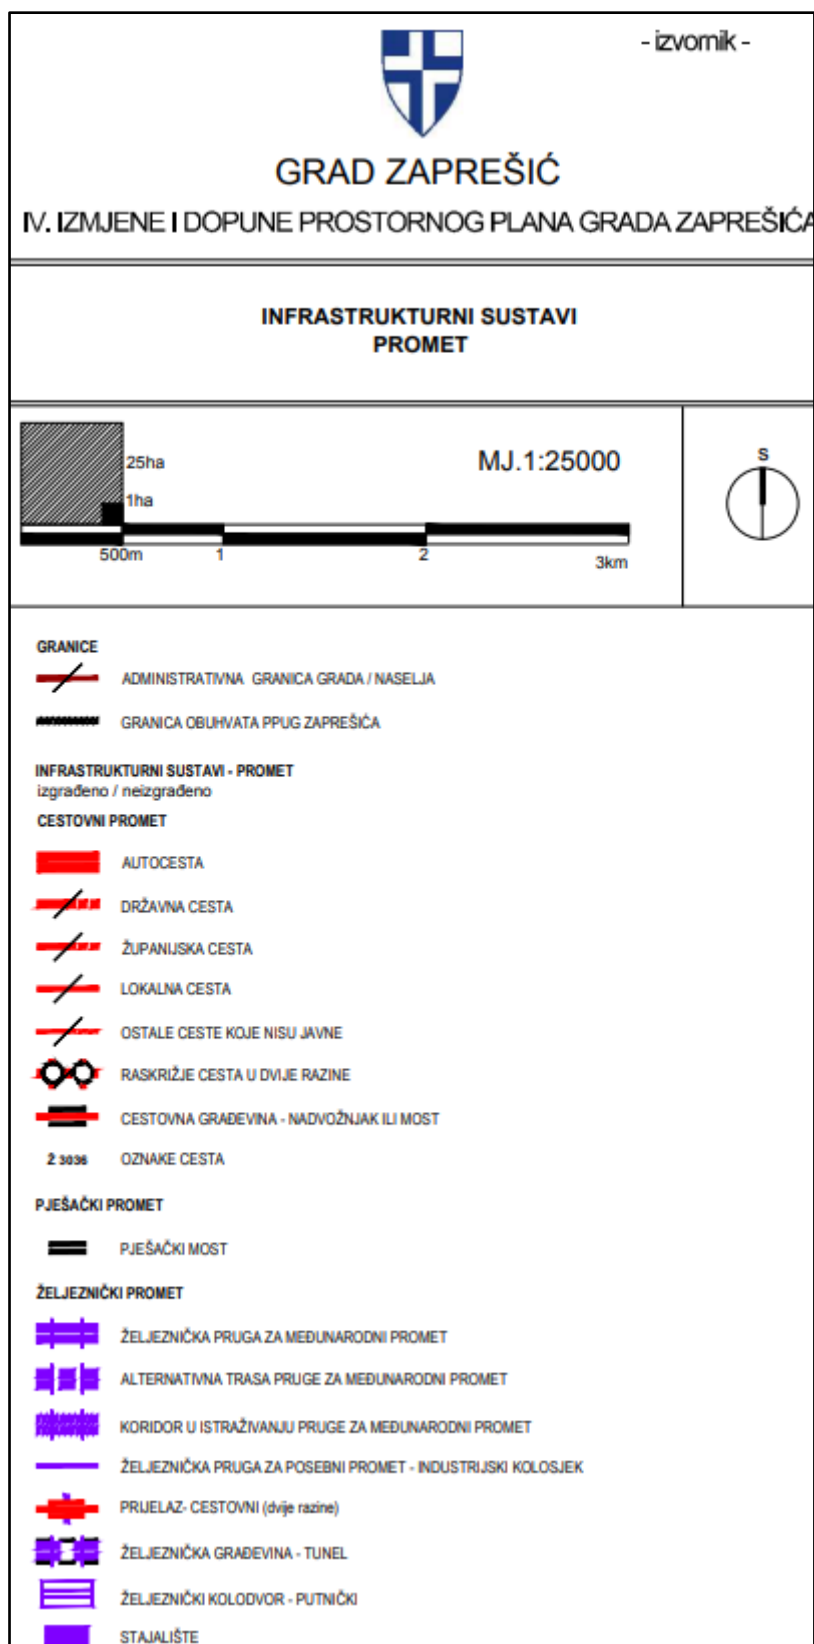 - izvornik -
GRAD ZAPREŠIĆ
IV. IZMJENE I DOPUNE PROSTORNOG PLANA GRADA ZAPREŠIĆA
INFRASTRUKTURNI SUSTAVI
PROMET
25ha
1ha
MJ.1:25000
S
500m 1 2 3km
GRANICE
ADMINISTRATIVNA GRANICA GRADA / NASELJA
GRANICA OBUHVATA PPUG ZAPREŠIĆA
INFRASTRUKTURNI SUSTAVI - PROMET
izgrađeno / neizgrađeno
CESTOVNI PROMET
AUTOCESTA
DRŽAVNA CESTA
ŽUPANIJSKA CESTA
LOKALNA CESTA
OSTALE CESTE KOJE NISU JAVNE
RASKRIŽJE CESTA U DVIJE RAZINE
CESTOVNA GRAĐEVINA - NADVOŽNJAK ILI MOST
Ž 3036 OZNAKE CESTA
PJEŠAČKI PROMET
PJEŠAČKI MOST
ŽELJEZNIČKI PROMET
ŽELJEZNIČKA PRUGA ZA MEĐUNARODNI PROMET
ALTERNATIVNA TRASA PRUGE ZA MEĐUNARODNI PROMET
KORIDOR U ISTRAŽIVANJU PRUGE ZA MEĐUNARODNI PROMET
ŽELJEZNIČKA PRUGA ZA POSEBNI PROMET - INDUSTRIJSKI KOLOSJEK
PRIJELAZ- CESTOVNI (dvije razine)
ŽELJEZNIČKA GRAĐEVINA - TUNEL
ŽELJEZNIČKI KOLODVOR - PUTNIČKI
STAJALIŠTE